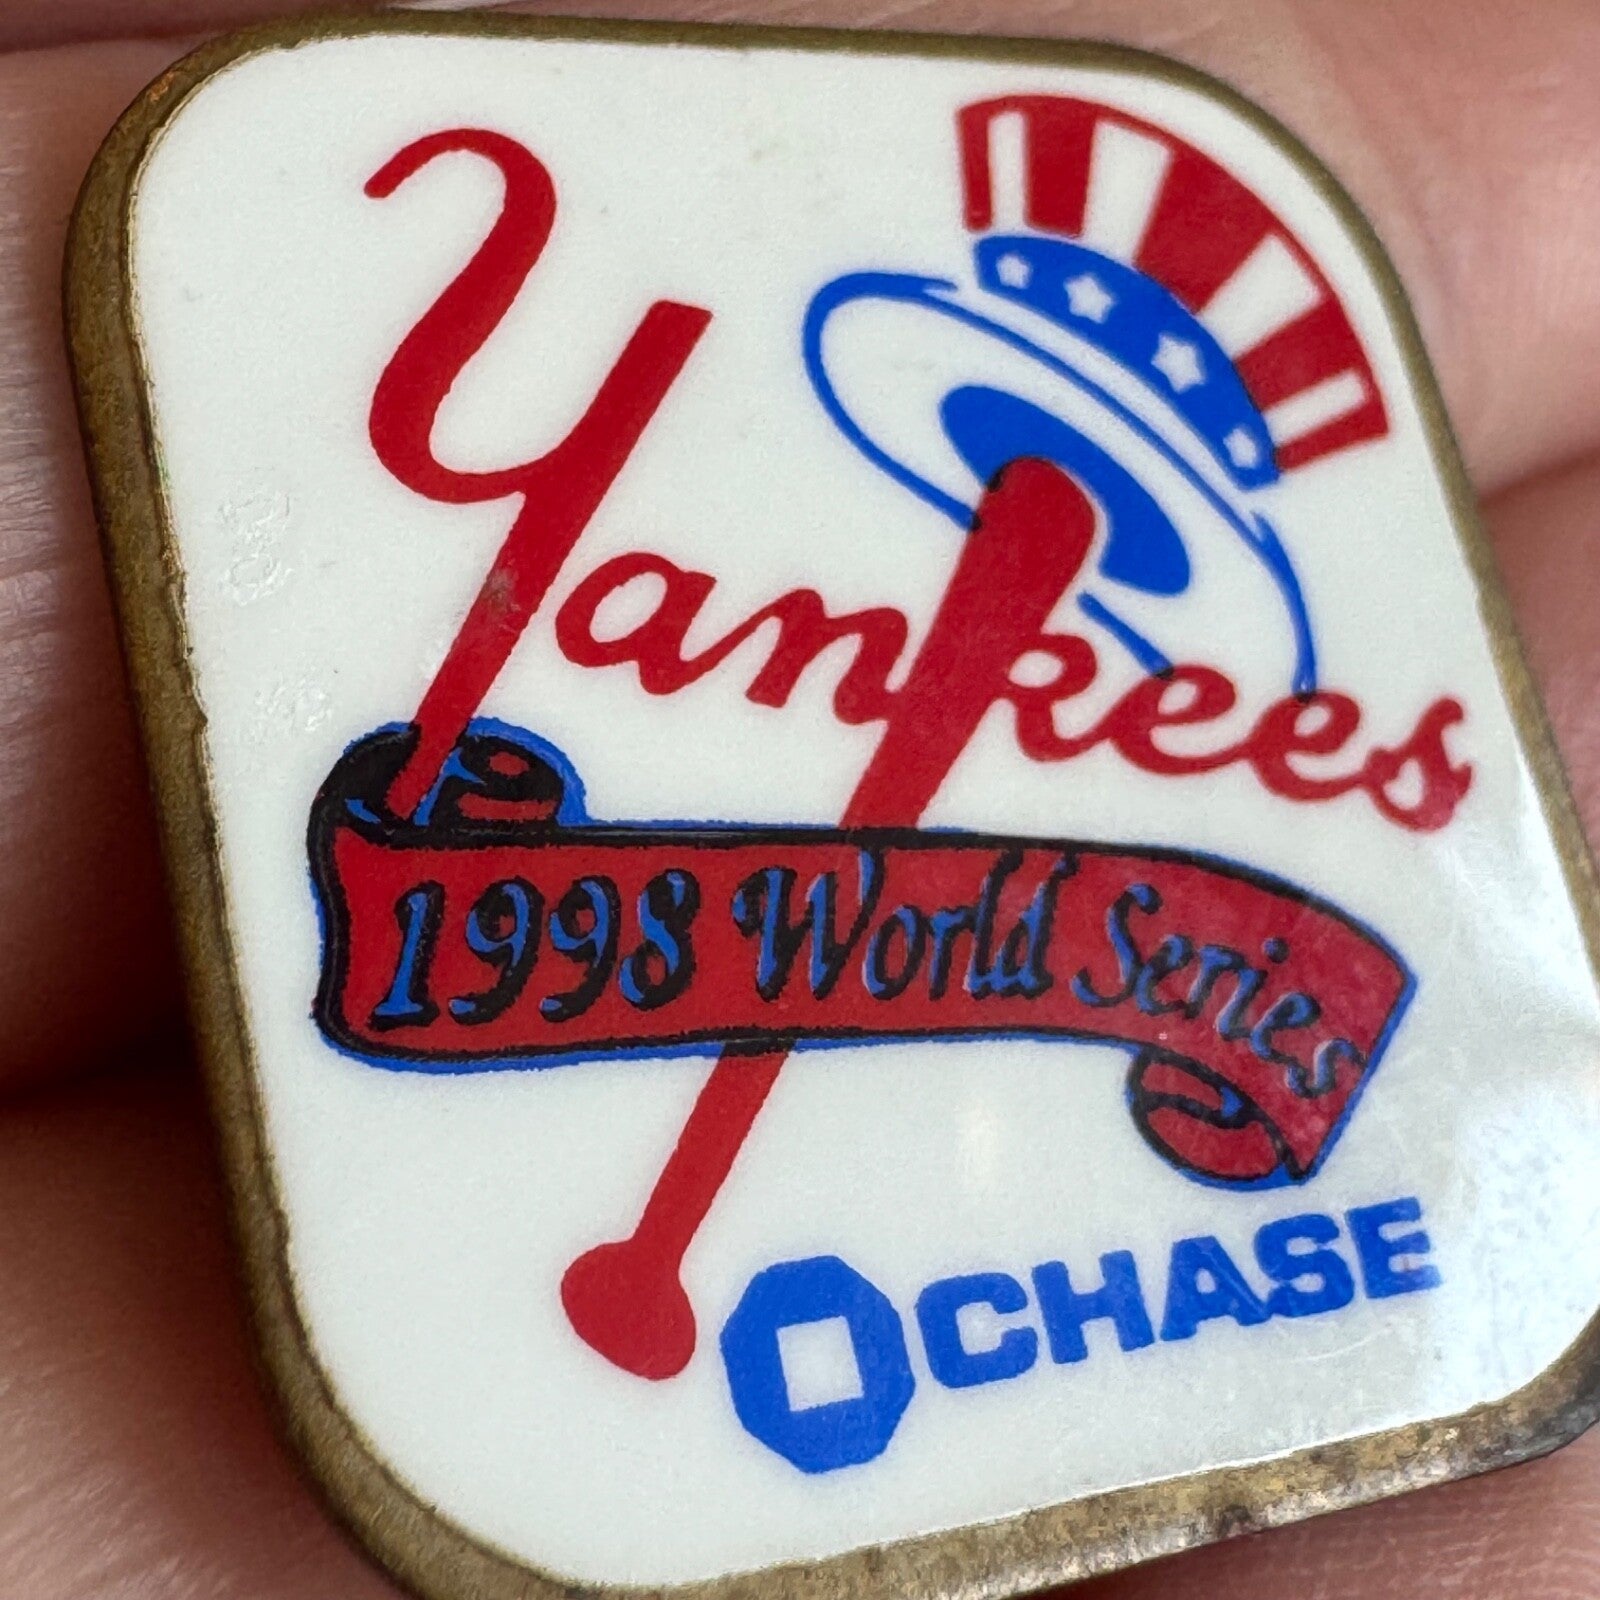 Yankees
1998 World Series
CHASE